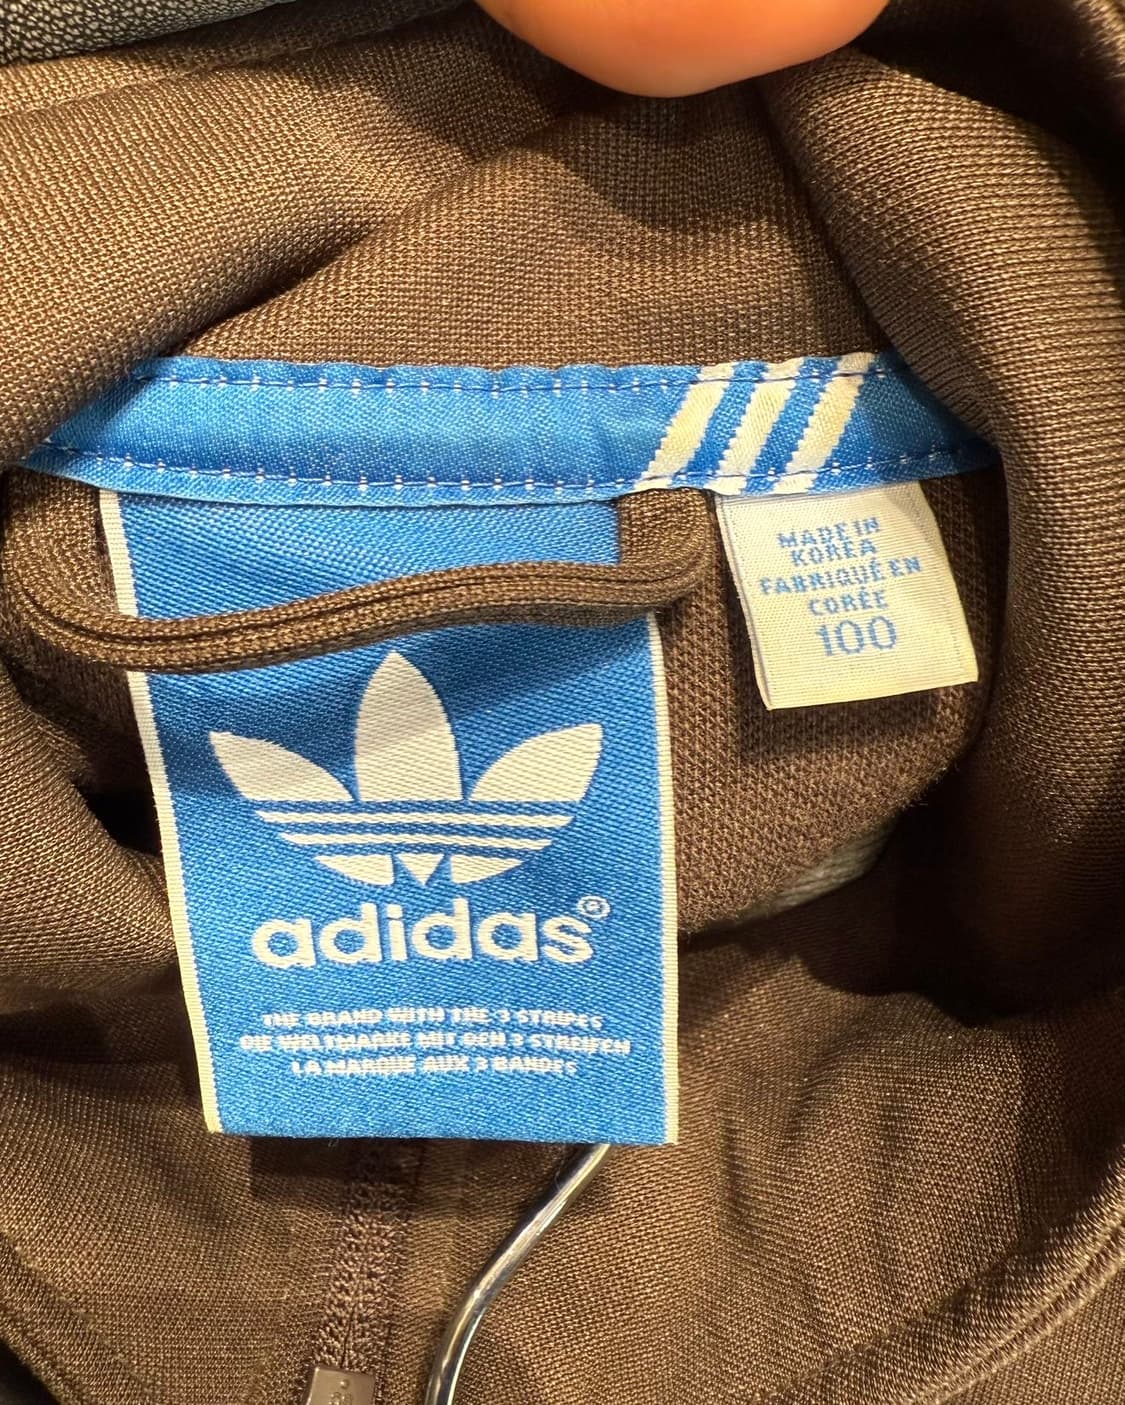 MADE IN
KOREA
FABRIQUÉ EN
CORÉE
100
adidas®
THE BRAND WITH THE 3 STRIPES
DIE WELTMARKE MIT DEN 3 STREIFEN
LA MARQUE AUX 3 BANDES